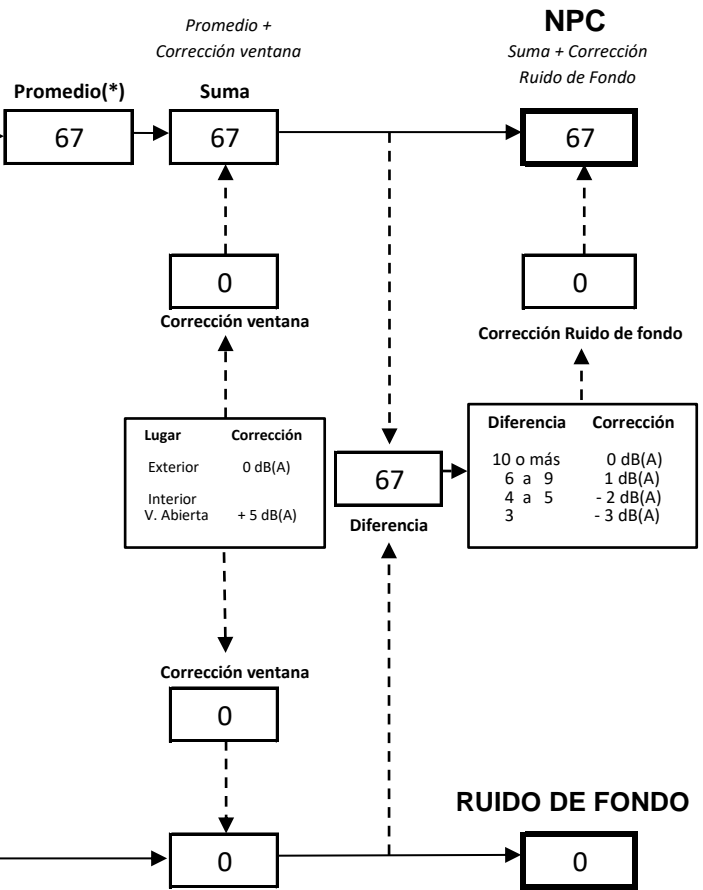 Promedio +
Corrección ventana
NPC
Suma + Corrección
Ruido de Fondo
Promedio(*)
Suma
67
67
67
0
Corrección ventana
0
Corrección Ruido de fondo
Lugar Corrección
Exterior 0 dB(A)
Interior
V. Abierta + 5 dB(A)
67
Diferencia
Diferencia Corrección
10 o más 0 dB(A)
6 a 9 1 dB(A)
4 a 5 - 2 dB(A)
3 - 3 dB(A)
Corrección ventana
0
RUIDO DE FONDO
0
0